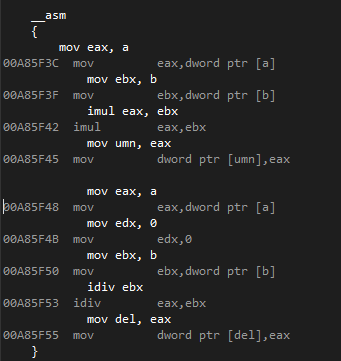 __asm
{
mov eax, a
00A85F3C mov eax,dword ptr [a]
mov ebx, b
00A85F3F mov ebx,dword ptr [b]
imul eax, ebx
00A85F42 imul eax,ebx
mov umn, eax
00A85F45 mov dword ptr [umn],eax
mov eax, a
00A85F48 mov eax,dword ptr [a]
mov edx, 0
00A85F4B mov edx,0
mov ebx, b
00A85F50 mov ebx,dword ptr [b]
idiv ebx
00A85F53 idiv eax,ebx
mov del, eax
00A85F55 mov dword ptr [del],eax
}